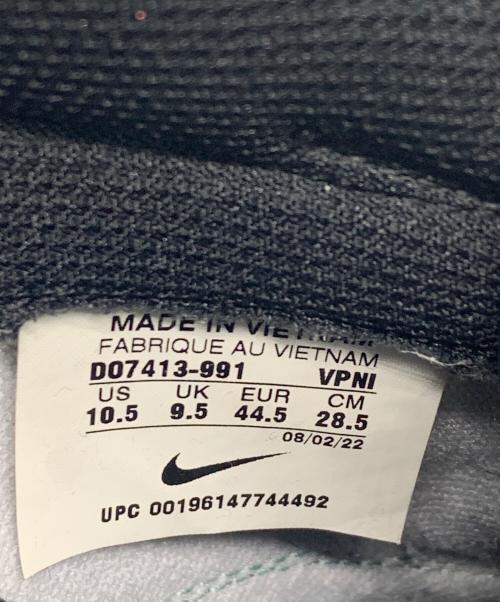 MADE IN VIETNAM
FABRIQUE AU VIETNAM
DO7413-991 VPNI
US UK EUR CM
10.5 9.5 44.5 28.5
08/02/22
UPC 00196147744492